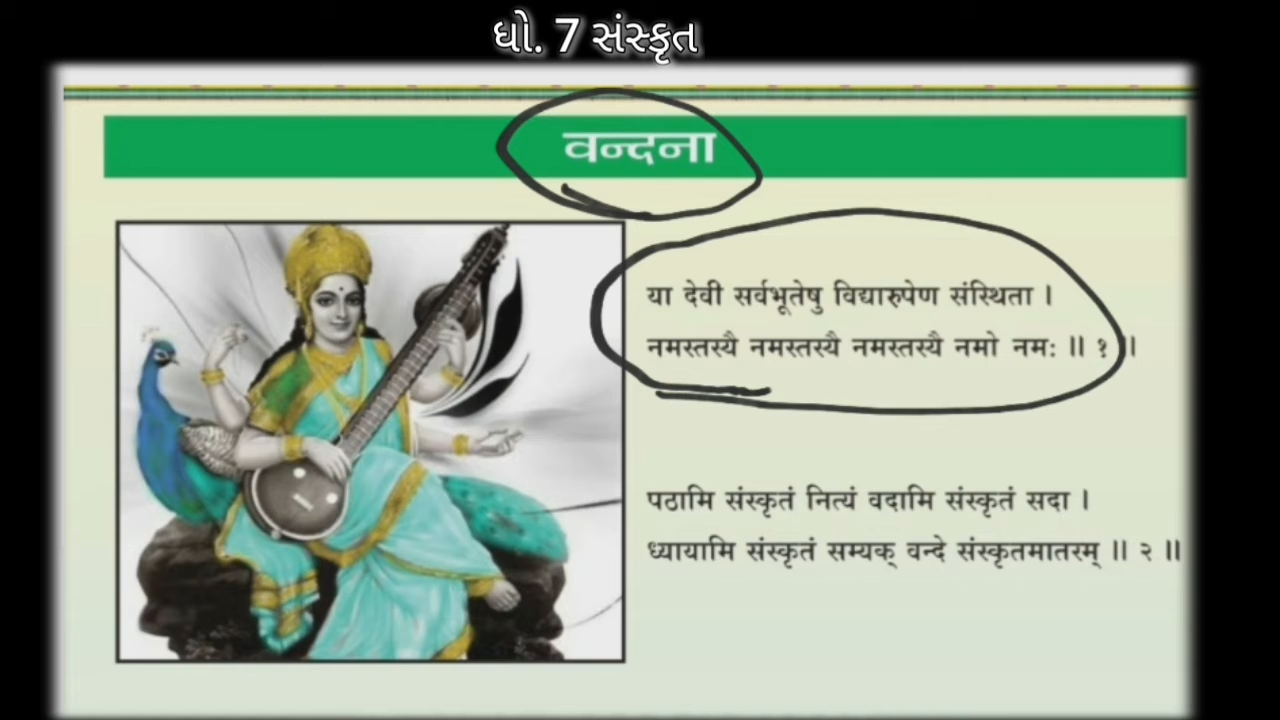 ધો. 7 સંસ્કૃત
वन्दना
या देवी सर्वभूतेषु विद्यारुपेण संस्थिता ।
नमस्तस्यै नमस्तस्यै नमस्तस्यै नमो नमः ॥ १ ॥
पठामि संस्कृतं नित्यं वदामि संस्कृतं सदा ।
ध्यायामि संस्कृतं सम्यक् वन्दे संस्कृतमातरम् ॥ २ ॥